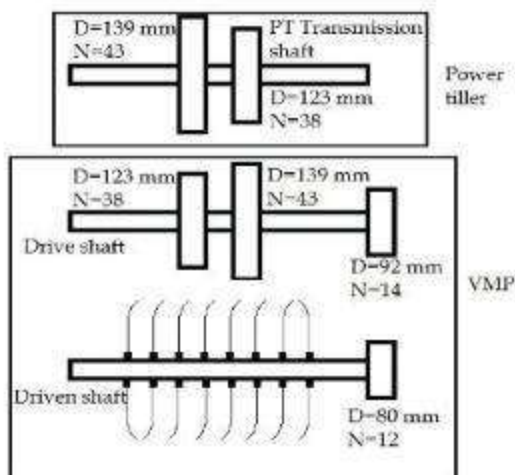 D=139 mm
N=43
PT Transmission
shaft
D=123 mm
N=38
Power
tiller
D=123 mm
N=38
D=139 mm
N=43
Drive shaft
D=92 mm
N=14
VMP
Driven shaft
D=80 mm
N=12